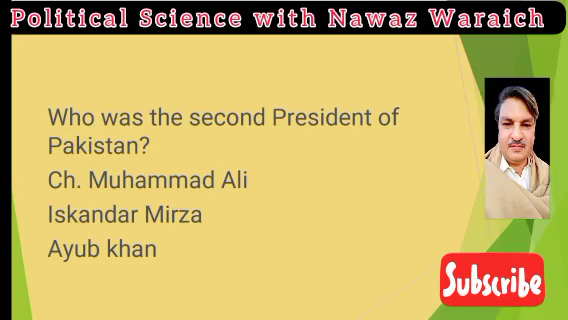 Political Science with Nawaz Waraich
Who was the second President of
Pakistan?
Ch. Muhammad Ali
Iskandar Mirza
Ayub khan
Subscribe